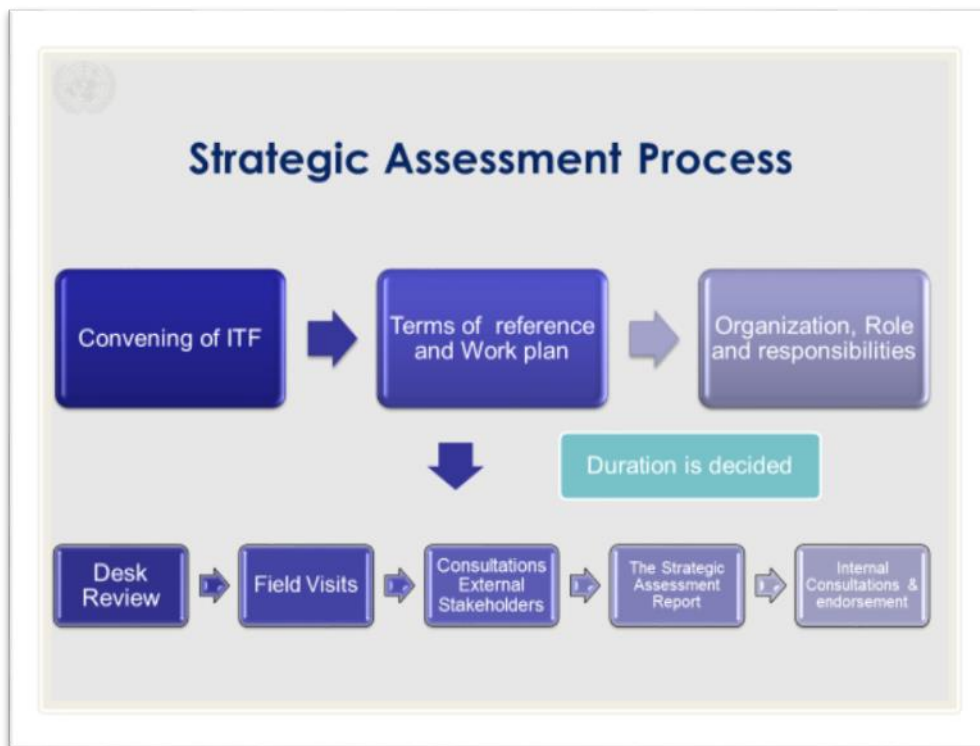 Strategic Assessment Process
Convening of ITF
Terms of reference
and Work plan
Organization, Role
and responsibilities
Duration is decided
Desk
Review
Field Visits
Consultations
External
Stakeholders
The Strategic
Assessment
Report
Internal
Consultations &
endorsement